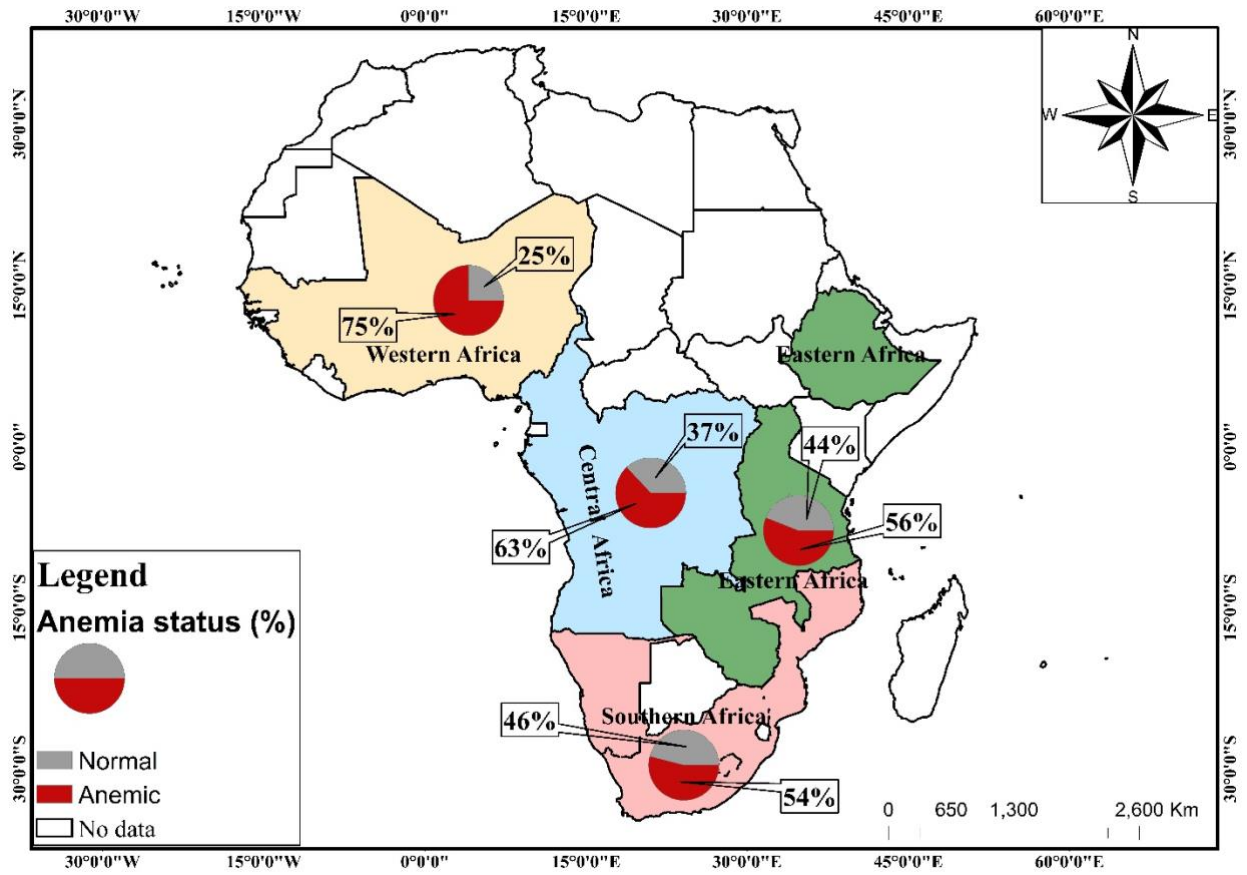 30°0'0"W 15°0'0"W 0°0'0" 15°0'0"E 30°0'0"E 45°0'0"E 60°0'0"E
N
W E
S
30°0'0"N
30°0'0"N
15°0'0"N
15°0'0"N
0°0'0"
0°0'0"
15°0'0"S
15°0'0"S
30°0'0"S
30°0'0"S
25%
75%
Western Africa
Eastern Africa
37%
44%
Central Africa
63%
56%
Eastern Africa
Southern Africa
46%
54%
Legend
Anemia status (%)
Normal
Anemic
No data
0 650 1,300 2,600 Km
30°0'0"W 15°0'0"W 0°0'0" 15°0'0"E 30°0'0"E 45°0'0"E 60°0'0"E